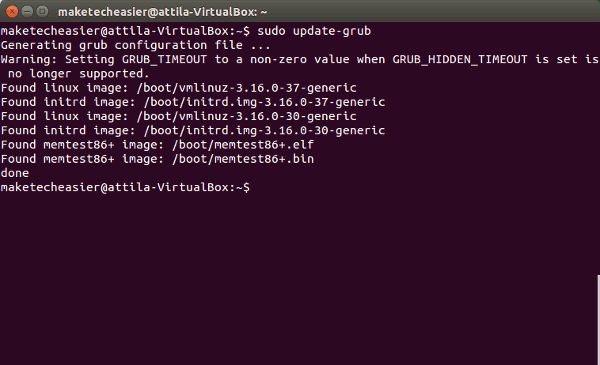 maketecheasier@attila-VirtualBox: ~
maketecheasier@attila-VirtualBox:~$ sudo update-grub
Generating grub configuration file ...
Warning: Setting GRUB_TIMEOUT to a non-zero value when GRUB_HIDDEN_TIMEOUT is set is
 no longer supported.
Found linux image: /boot/vmlinuz-3.16.0-37-generic
Found initrd image: /boot/initrd.img-3.16.0-37-generic
Found linux image: /boot/vmlinuz-3.16.0-30-generic
Found initrd image: /boot/initrd.img-3.16.0-30-generic
Found memtest86+ image: /boot/memtest86+.elf
Found memtest86+ image: /boot/memtest86+.bin
done
maketecheasier@attila-VirtualBox:~$